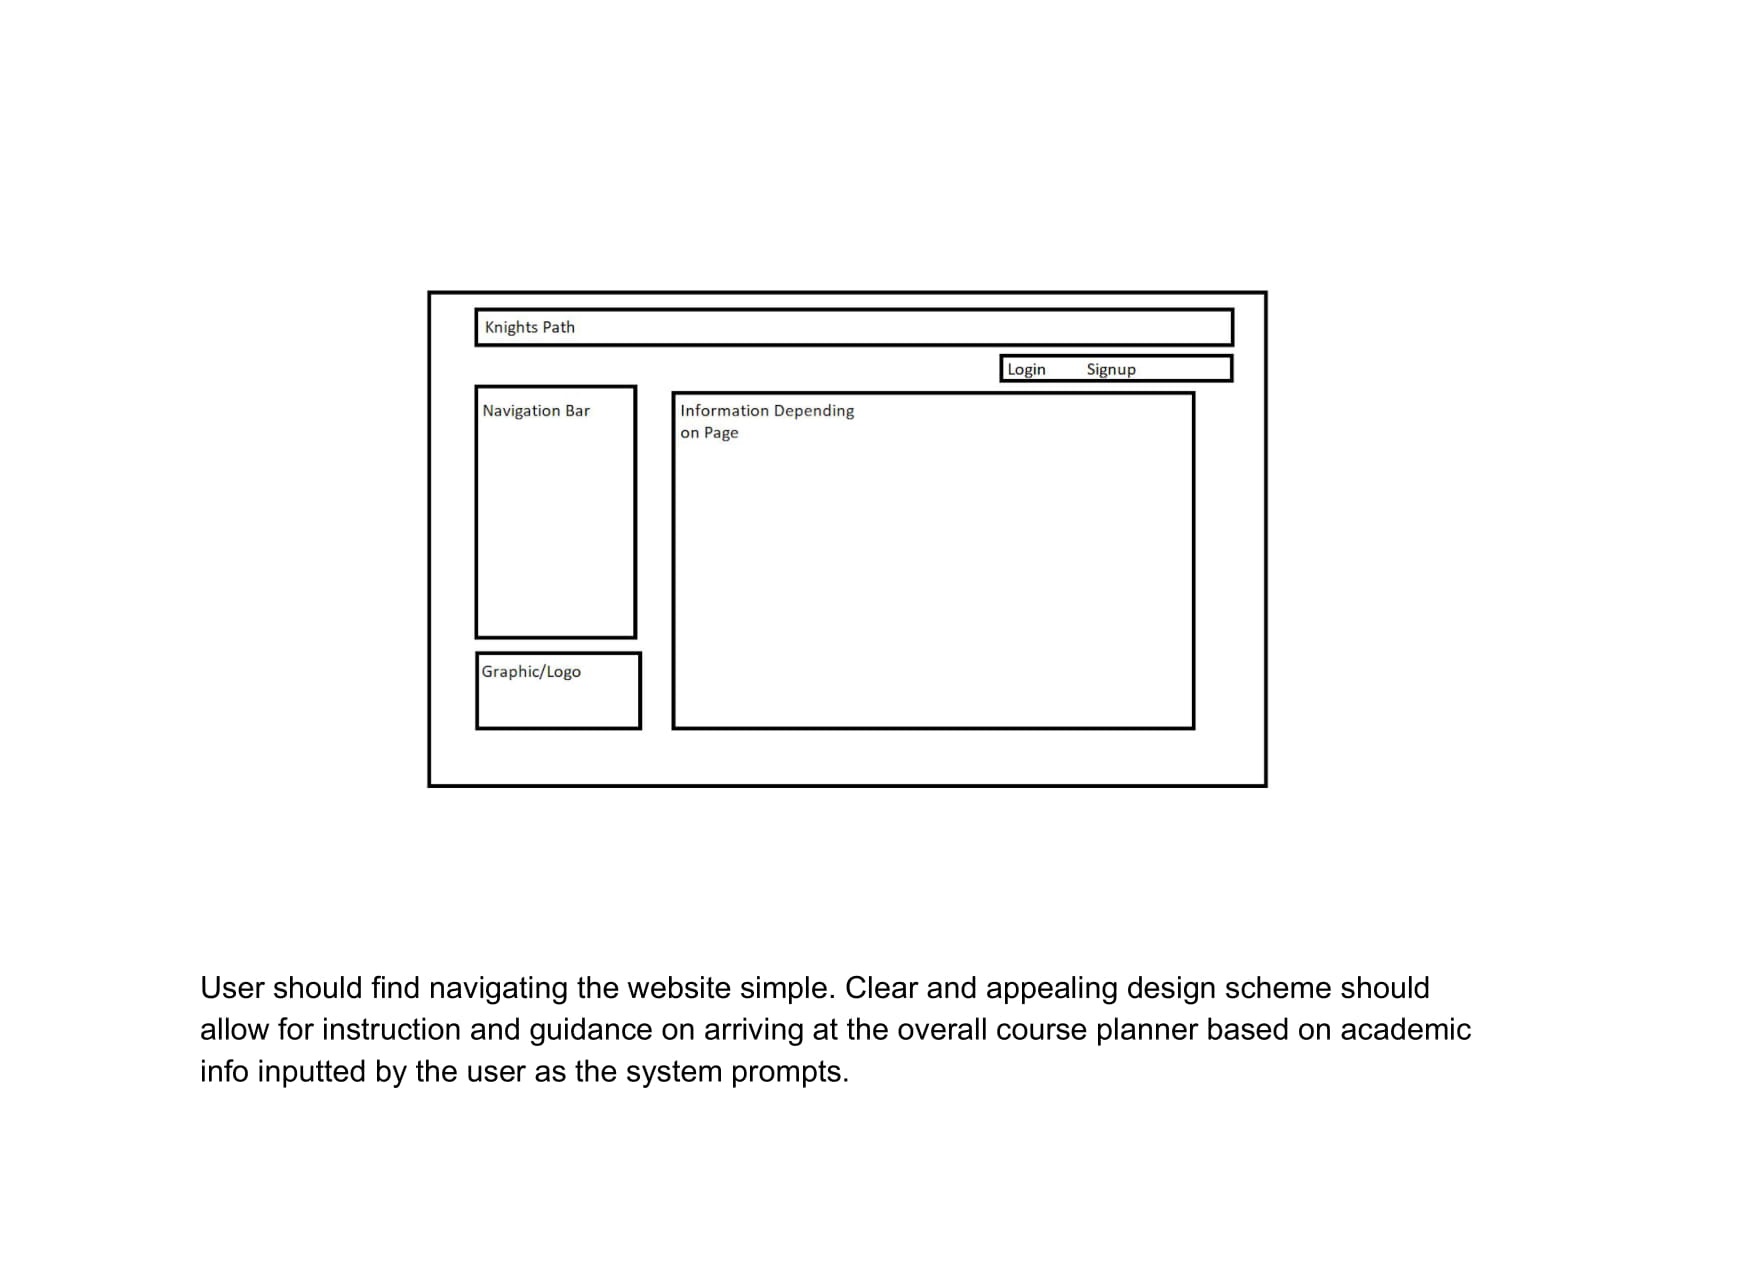 Knights Path
Login Signup
Navigation Bar
Information Depending
on Page
Graphic/Logo
User should find navigating the website simple. Clear and appealing design scheme should
allow for instruction and guidance on arriving at the overall course planner based on academic
info inputted by the user as the system prompts.